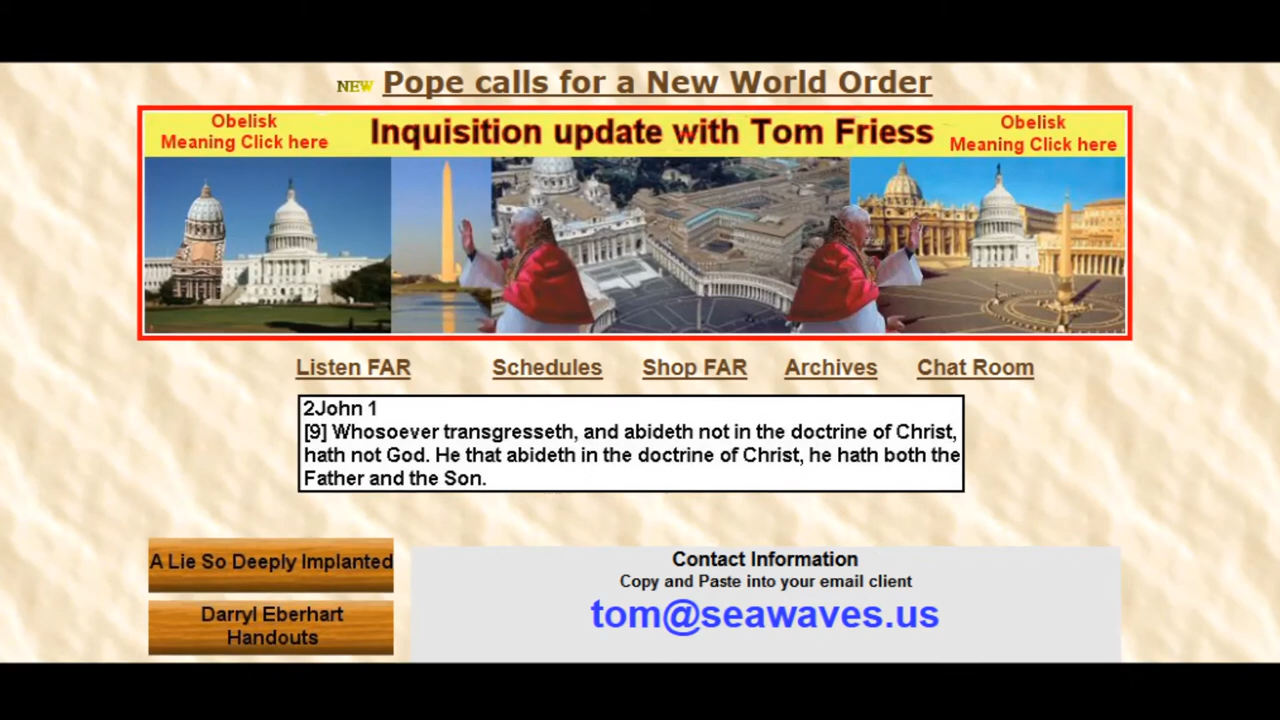 NEW Pope calls for a New World Order
Obelisk
Meaning Click here
Inquisition update with Tom Friess
Obelisk
Meaning Click here
Listen FAR Schedules Shop FAR Archives Chat Room
2John 1
[9] Whosoever transgresseth, and abideth not in the doctrine of Christ,
hath not God. He that abideth in the doctrine of Christ, he hath both the
Father and the Son.
A Lie So Deeply Implanted
Darryl Eberhart
Handouts
Contact Information
Copy and Paste into your email client
tom@seawaves.us